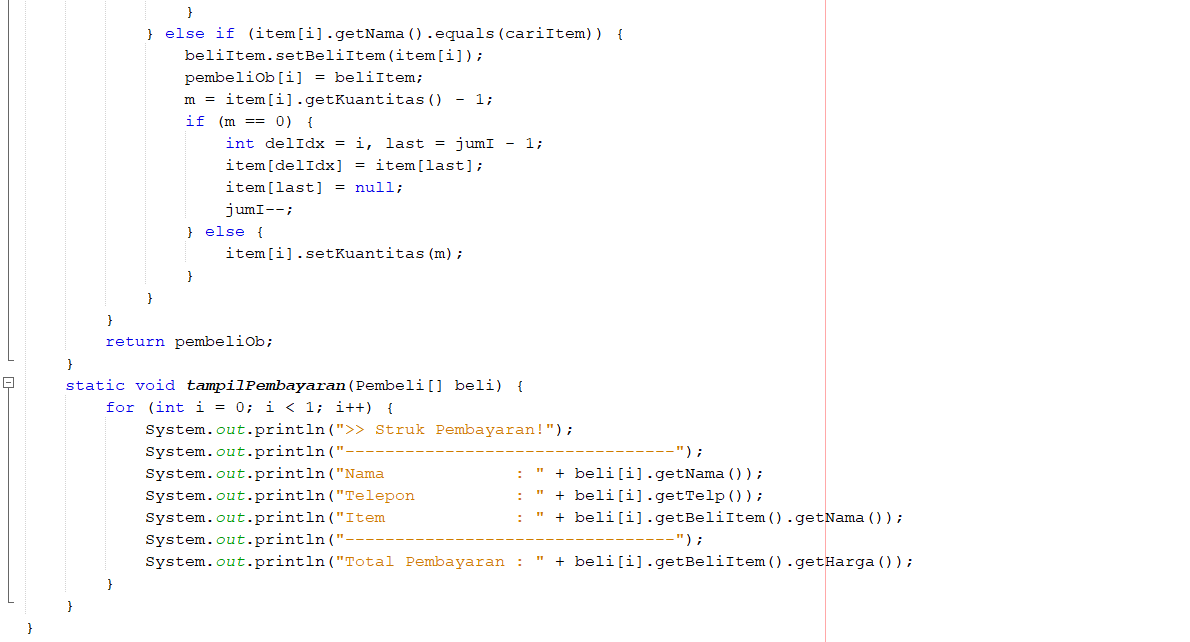 }
} else if (item[i].getNama().equals(cariItem)) {
beliItem.setBeliItem(item[i]);
pembeliOb[i] = beliItem;
m = item[i].getKuantitas() - 1;
if (m == 0) {
int delIdx = i, last = jumI - 1;
item[delIdx] = item[last];
item[last] = null;
jumI--;
} else {
item[i].setKuantitas(m);
}
}
}
return pembeliOb;
}
static void tampilPembayaran(Pembeli[] beli) {
for (int i = 0; i < 1; i++) {
System.out.println(">> Struk Pembayaran!");
System.out.println("---------------------------------");
System.out.println("Nama             : " + beli[i].getNama());
System.out.println("Telepon          : " + beli[i].getTelp());
System.out.println("Item             : " + beli[i].getBeliItem().getNama());
System.out.println("---------------------------------");
System.out.println("Total Pembayaran : " + beli[i].getBeliItem().getHarga());
}
}
}